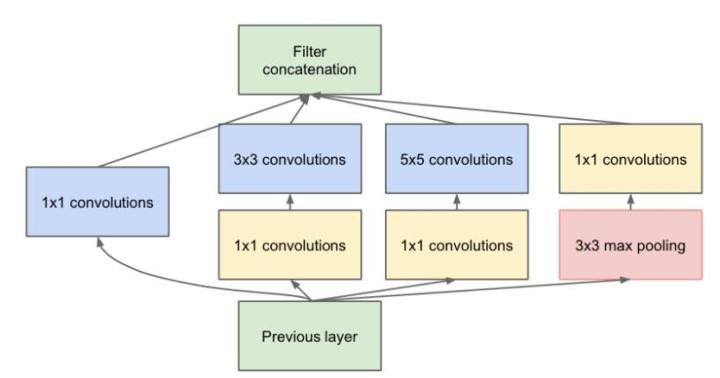 Filter
concatenation
3x3 convolutions
5x5 convolutions
1x1 convolutions
1x1 convolutions
1x1 convolutions
1x1 convolutions
3x3 max pooling
Previous layer